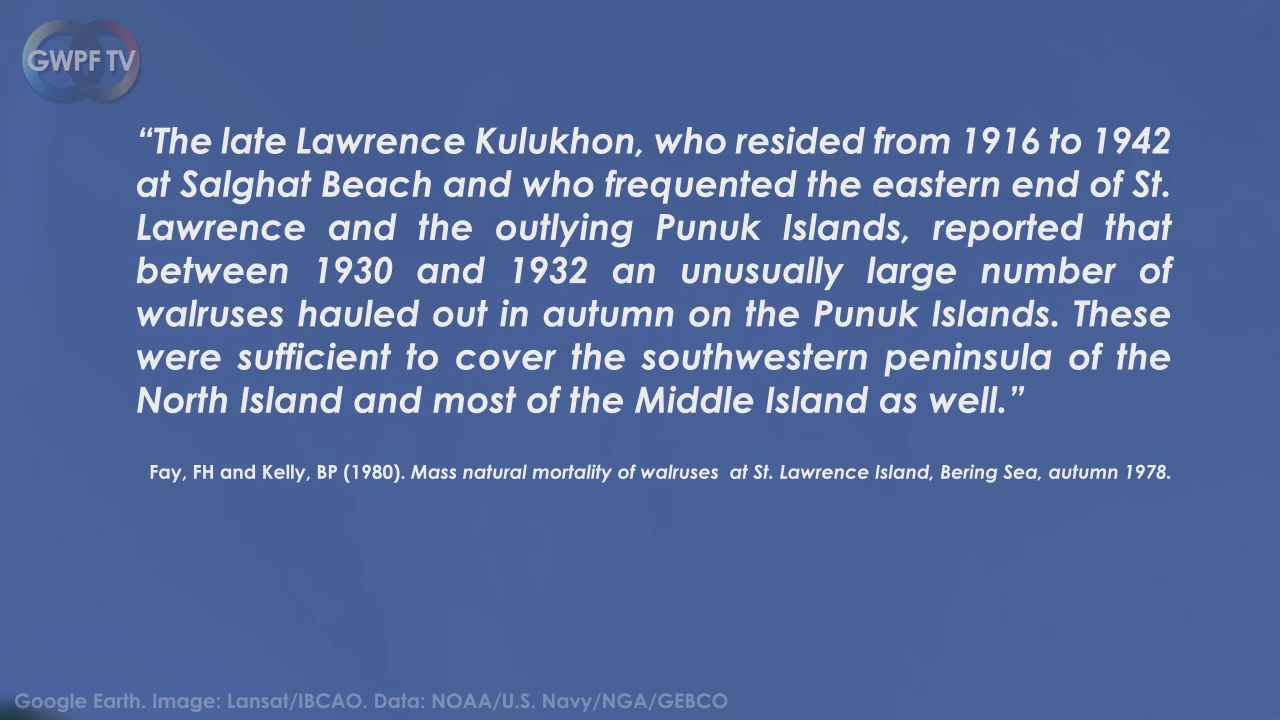 GWPF TV
“The late Lawrence Kulukhon, who resided from 1916 to 1942
at Salghat Beach and who frequented the eastern end of St.
Lawrence and the outlying Punuk Islands, reported that
between 1930 and 1932 an unusually large number of
walruses hauled out in autumn on the Punuk Islands. These
were sufficient to cover the southwestern peninsula of the
North Island and most of the Middle Island as well.”
Fay, FH and Kelly, BP (1980). Mass natural mortality of walruses at St. Lawrence Island, Bering Sea, autumn 1978.
Google Earth. Image: Lansat/IBCAO. Data: NOAA/U.S. Navy/NGA/GEBCO